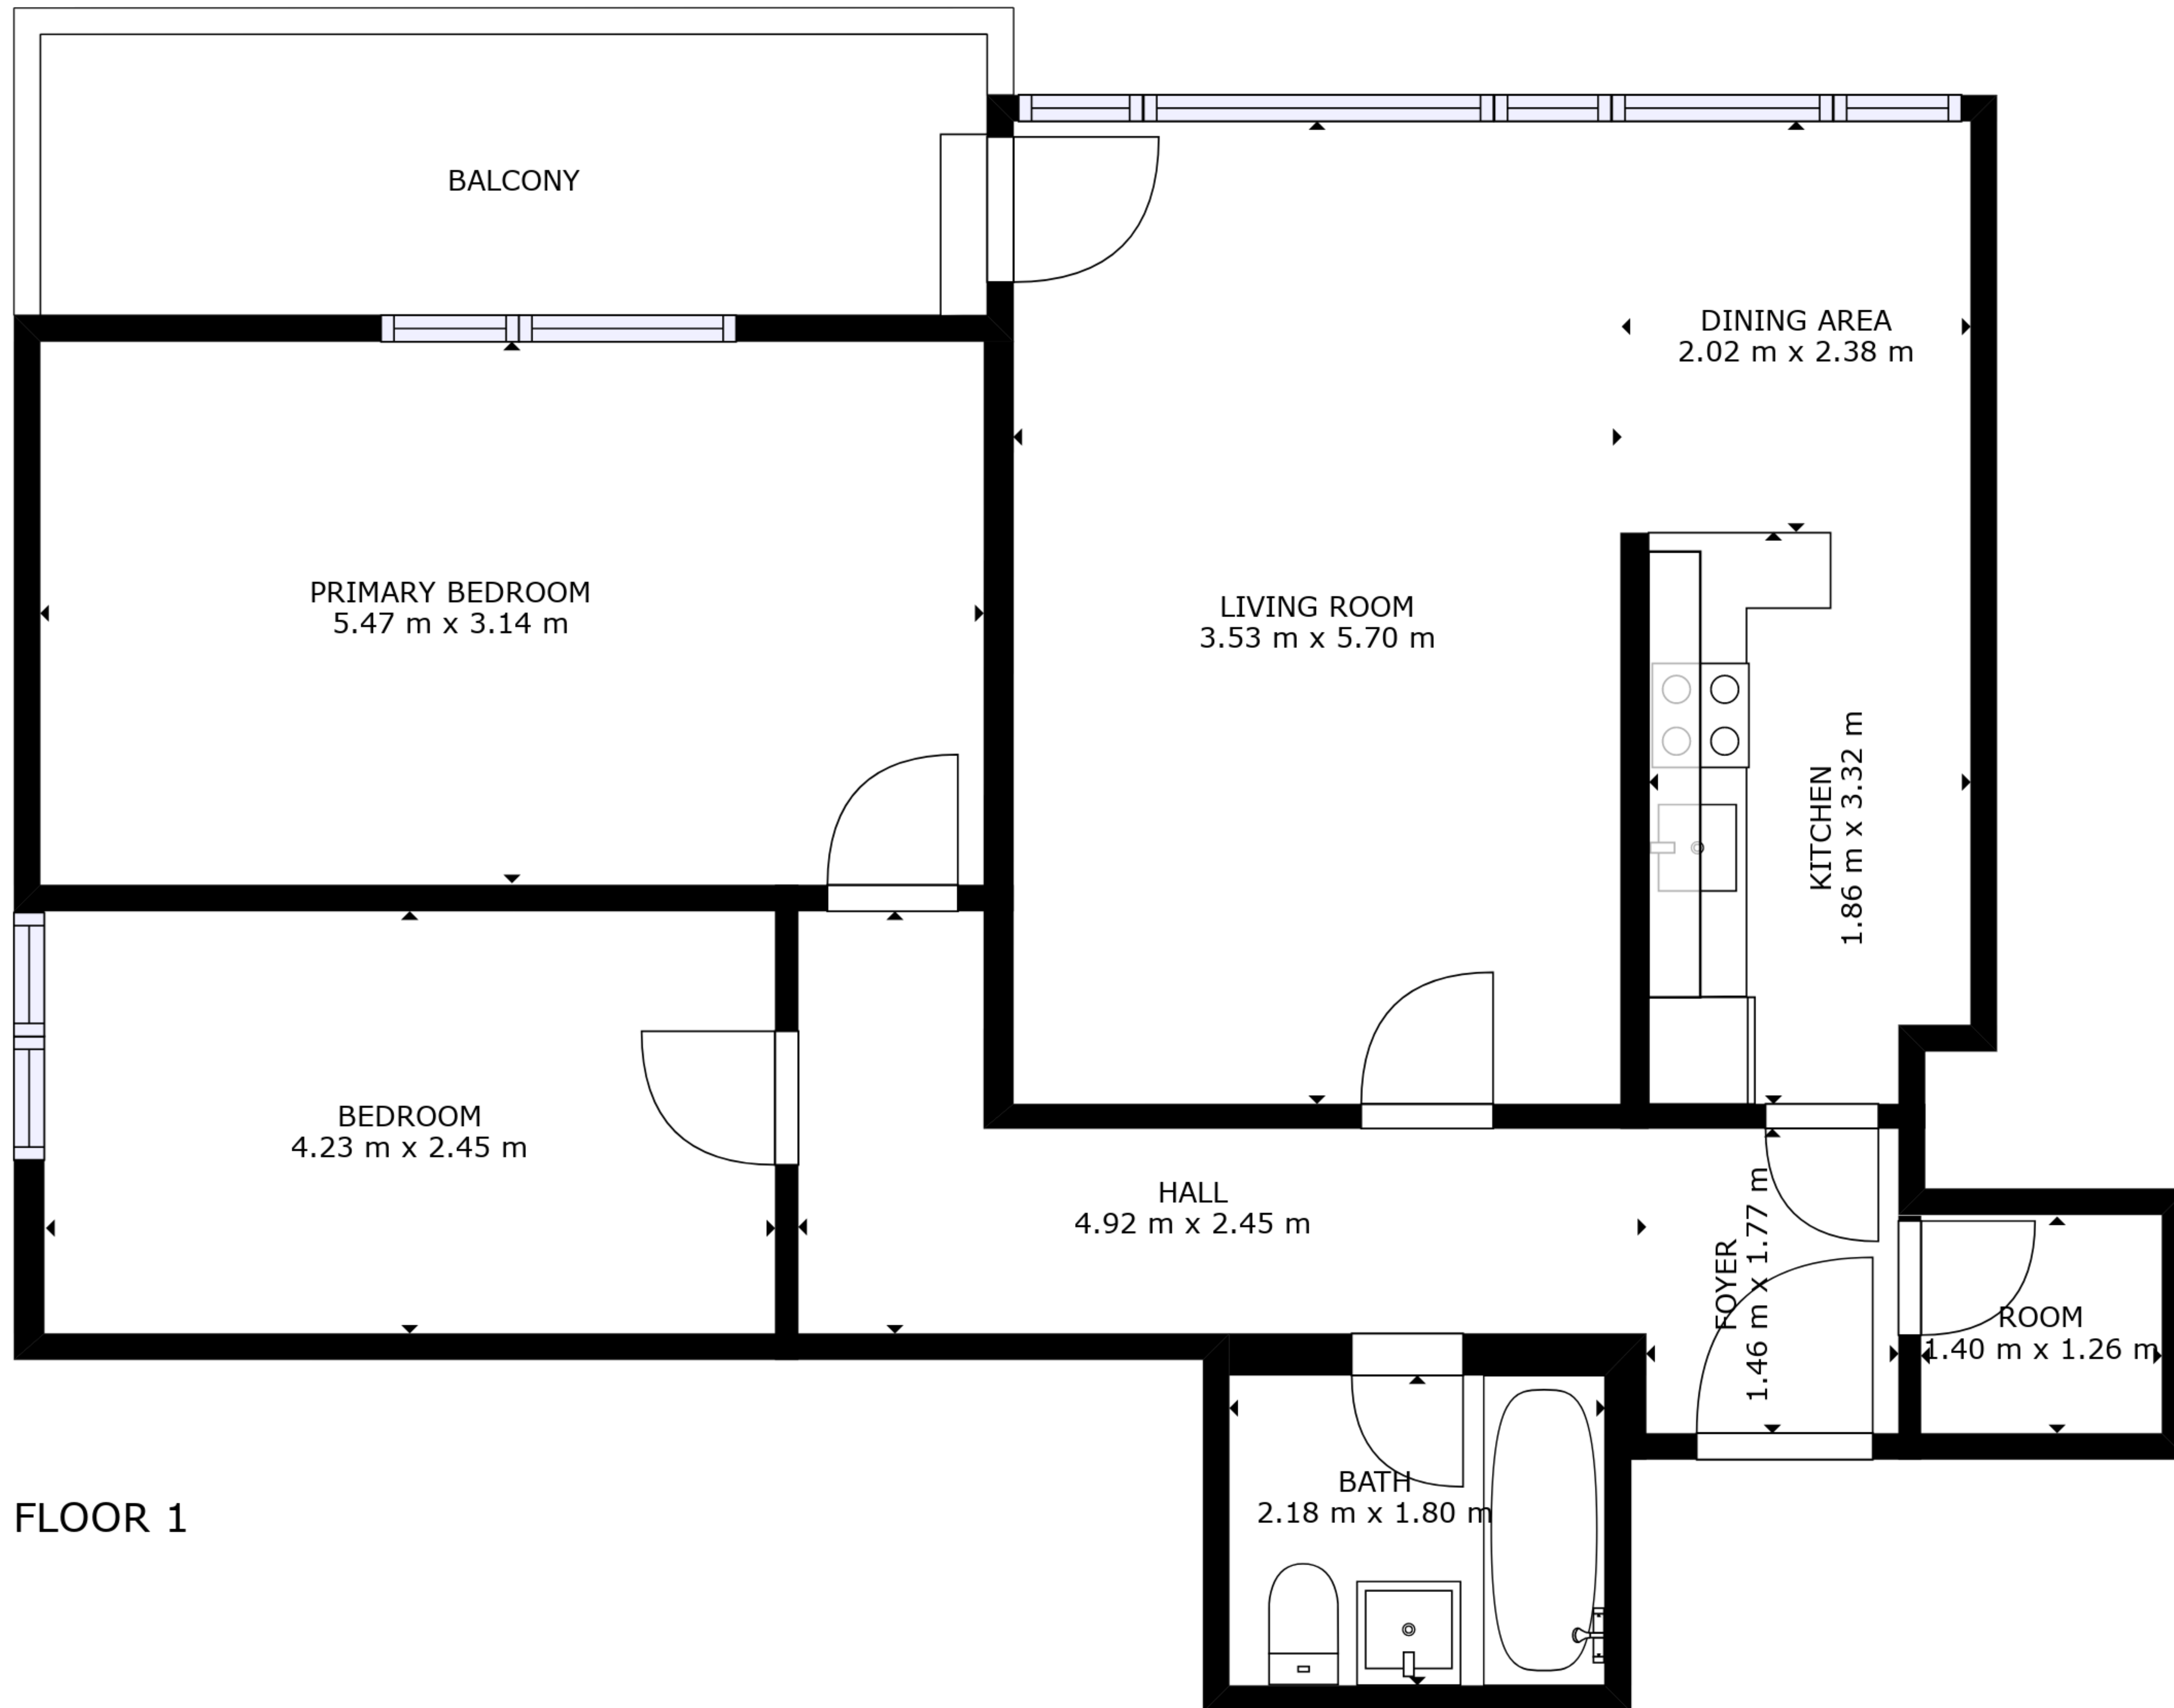 BALCONY
DINING AREA
2.02 m x 2.38 m
PRIMARY BEDROOM
5.47 m x 3.14 m
LIVING ROOM
3.53 m x 5.70 m
KITCHEN
1.86 m x 3.32 m
BEDROOM
4.23 m x 2.45 m
HALL
4.92 m x 2.45 m
FOYER
1.46 m x 1.77 m
ROOM
1.40 m x 1.26 m
BATH
2.18 m x 1.80 m
FLOOR 1